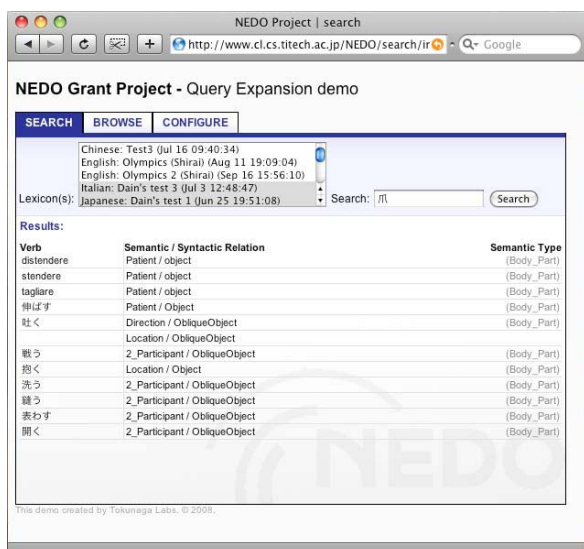 NEDO Project | search
http://www.cl.cs.titech.ac.jp/NEDO/search/ir
Google
NEDO Grant Project - Query Expansion demo
SEARCH BROWSE CONFIGURE
Chinese: Test3 (Jul 16 09:40:34)
English: Olympics (Shirai) (Aug 11 19:09:04)
English: Olympics 2 (Shirai) (Sep 16 15:56:10)
Italian: Dain's test 3 (Jul 3 12:48:47)
Lexicon(s): Japanese: Dain's test 1 (Jun 25 19:51:08) Search: 爪 Search
Results:
Verb Semantic / Syntactic Relation Semantic Type
distendere Patient / object (Body_Part)
stendere Patient / object (Body_Part)
tagliare Patient / object (Body_Part)
伸ばす Patient / Object (Body_Part)
吐く Direction / ObliqueObject (Body_Part)
Location / ObliqueObject
戦う 2_Participant / ObliqueObject (Body_Part)
抱く Location / Object (Body_Part)
洗う 2_Participant / ObliqueObject (Body_Part)
縫う 2_Participant / ObliqueObject (Body_Part)
表わす 2_Participant / ObliqueObject (Body_Part)
開く 2_Participant / ObliqueObject (Body_Part)
NEDO
This demo created by Tokunaga Labs. © 2008.